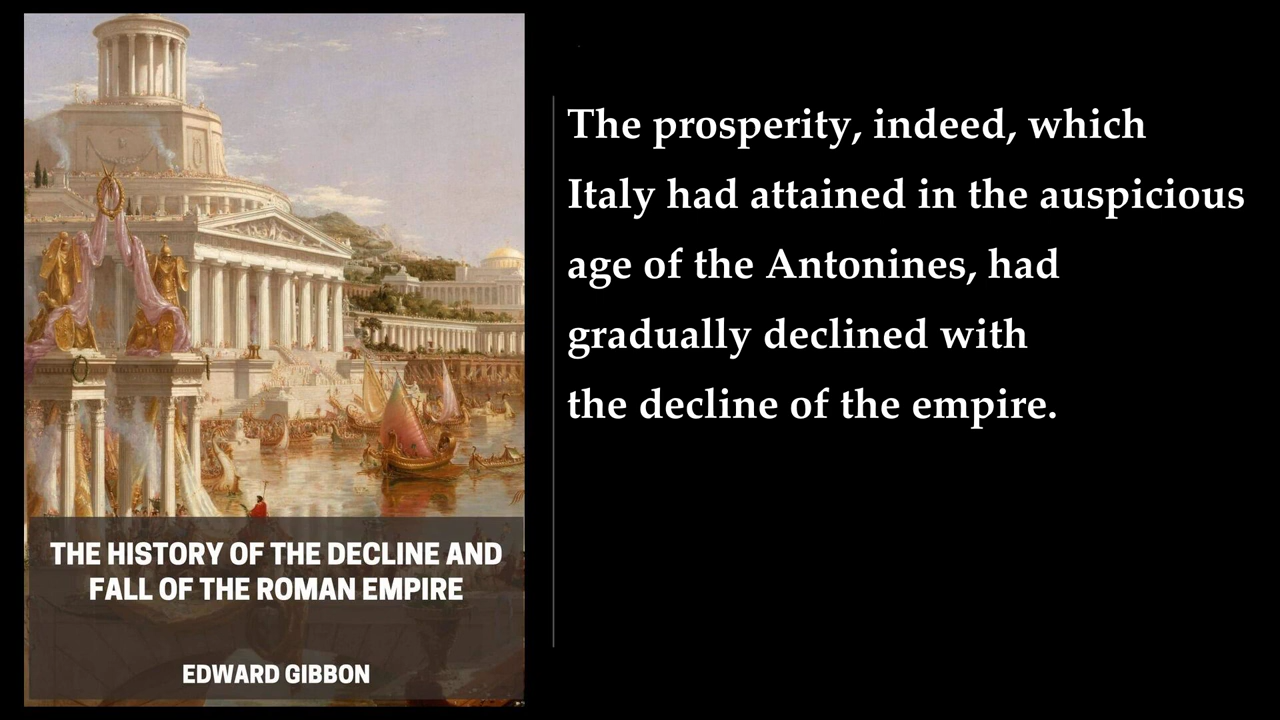 THE HISTORY OF THE DECLINE AND
FALL OF THE ROMAN EMPIRE
EDWARD GIBBON
The prosperity, indeed, which
Italy had attained in the auspicious
age of the Antonines, had
gradually declined with
the decline of the empire.